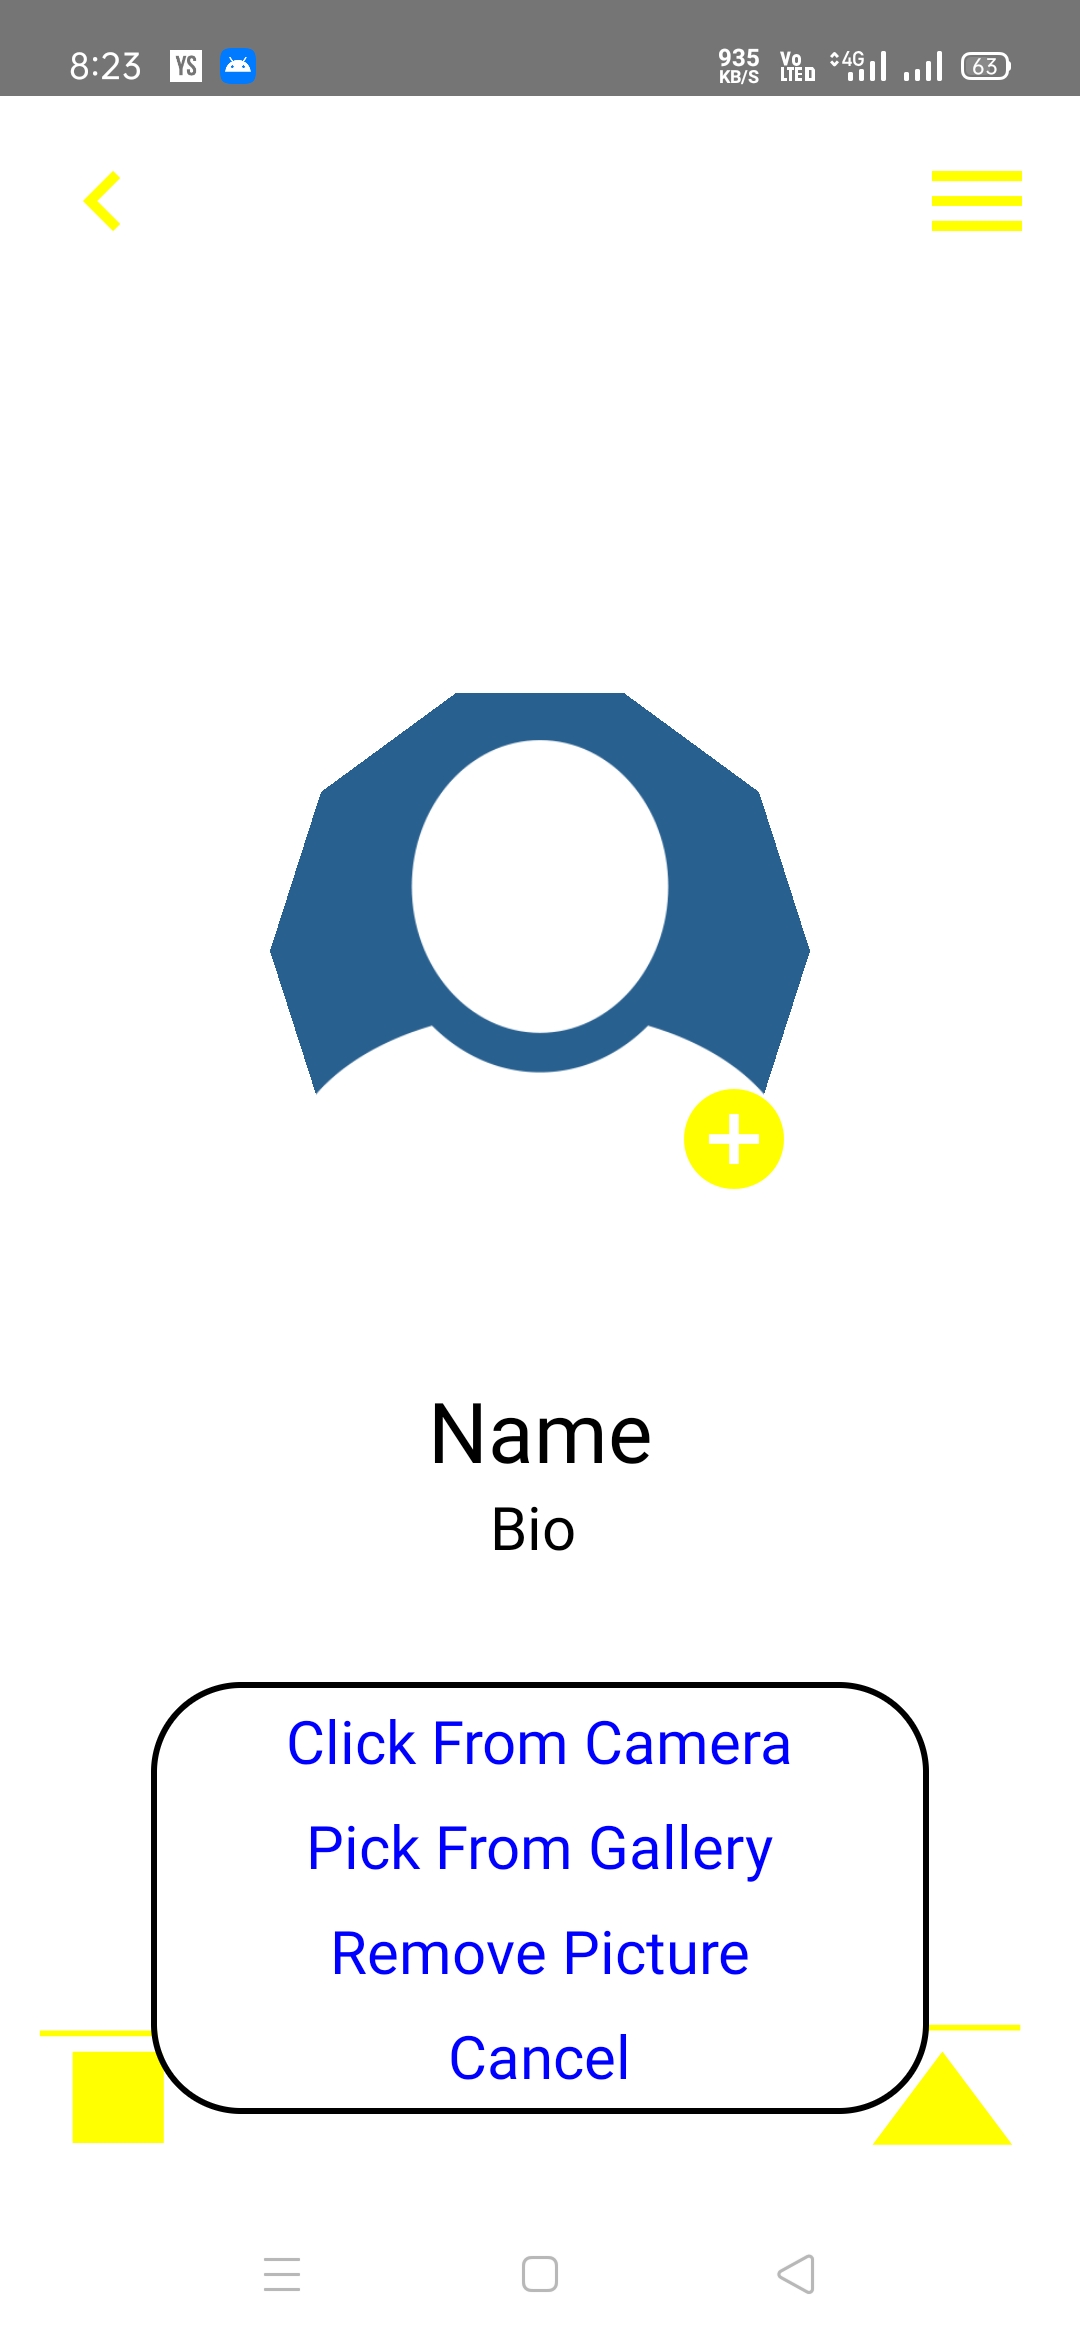 8:23 YS 935 KB/S Vo LTE D 4G 63
Name
Bio
Click From Camera
Pick From Gallery
Remove Picture
Cancel